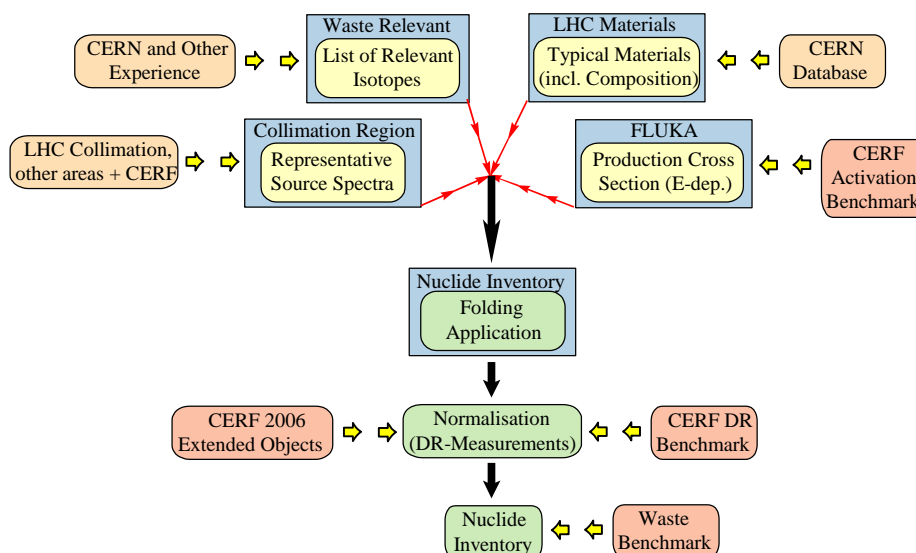 Waste Relevant
LHC Materials
CERN and Other
Experience
List of Relevant
Isotopes
Typical Materials
(incl. Composition)
CERN
Database
Collimation Region
FLUKA
LHC Collimation,
other areas + CERF
Representative
Source Spectra
Production Cross
Section (E-dep.)
CERF
Activation
Benchmark
Nuclide Inventory
Folding
Application
CERF 2006
Extended Objects
Normalisation
(DR-Measurements)
CERF DR
Benchmark
Nuclide
Inventory
Waste
Benchmark